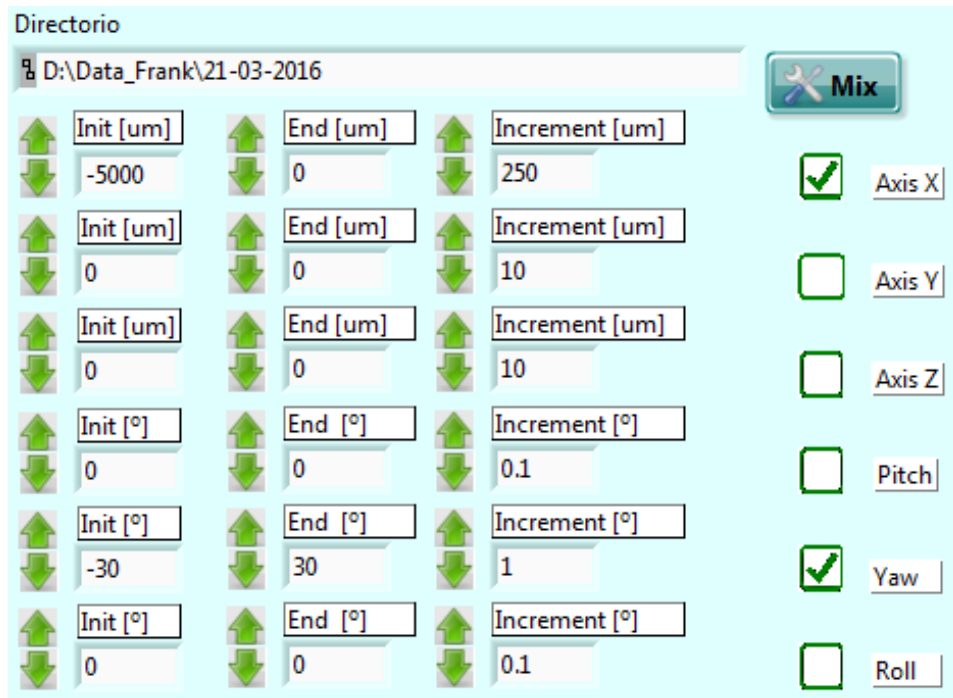 Directorio
D:\Data_Frank\21-03-2016
Mix
Init [um] End [um] Increment [um]
-5000 0 250 Axis X
Init [um] End [um] Increment [um]
0 0 10 Axis Y
Init [um] End [um] Increment [um]
0 0 10 Axis Z
Init [º] End [º] Increment [º]
0 0 0.1 Pitch
Init [º] End [º] Increment [º]
-30 30 1 Yaw
Init [º] End [º] Increment [º]
0 0 0.1 Roll